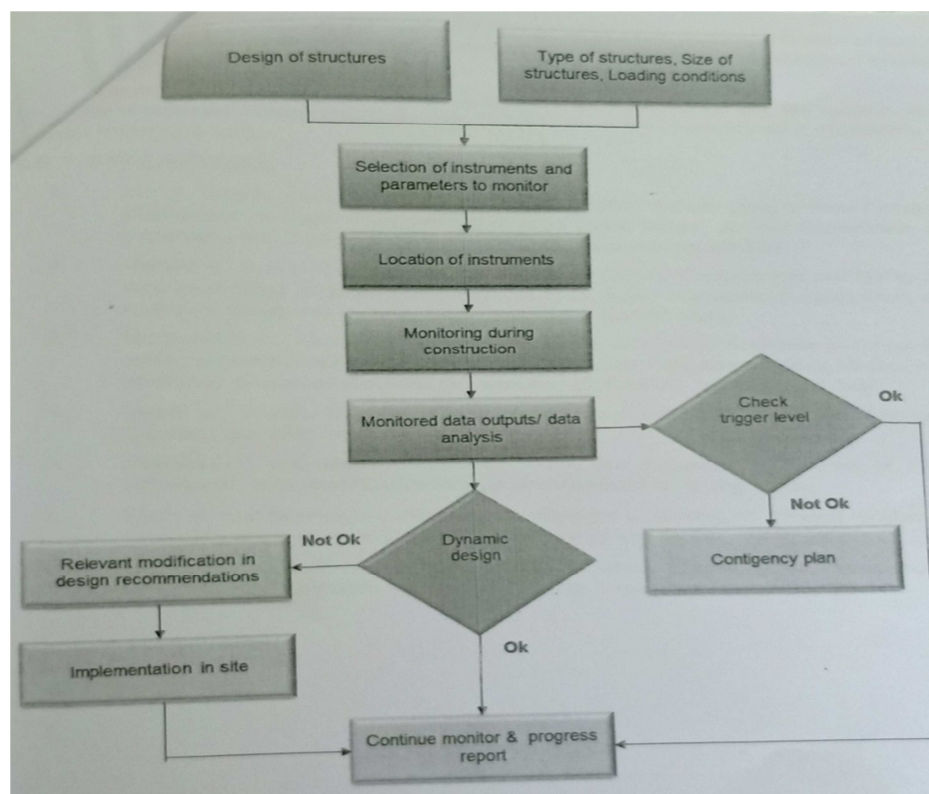 Design of structures
Type of structures, Size of
structures, Loading conditions
Selection of instruments and
parameters to monitor
Location of instruments
Monitoring during
construction
Monitored data outputs/ data
analysis
Check
trigger level
Ok
Not Ok
Contigency plan
Dynamic
design
Not Ok
Relevant modification in
design recommendations
Implementation in site
Ok
Continue monitor & progress
report